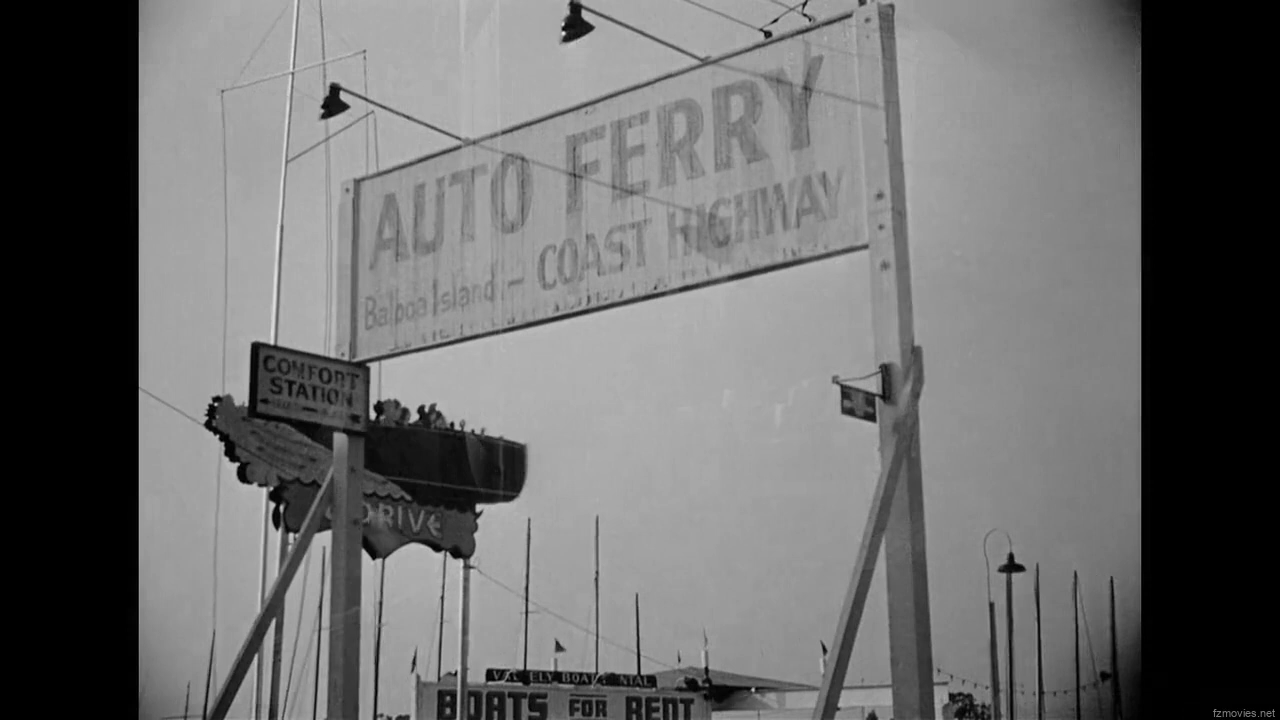 AUTO FERRY
Balboa Island - COAST HIGHWAY
COMFORT
STATION
DRIVE
BOATS FOR RENT
fzmovies.net